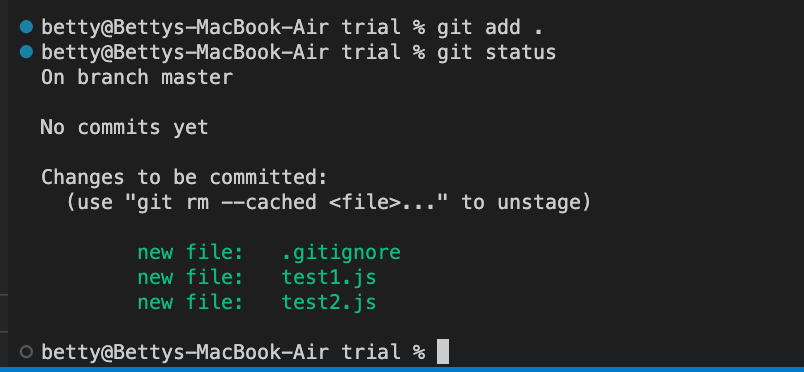 betty@Bettys-MacBook-Air trial % git add .
betty@Bettys-MacBook-Air trial % git status
On branch master
No commits yet
Changes to be committed:
(use "git rm --cached <file>..." to unstage)
new file: .gitignore
new file: test1.js
new file: test2.js
betty@Bettys-MacBook-Air trial %